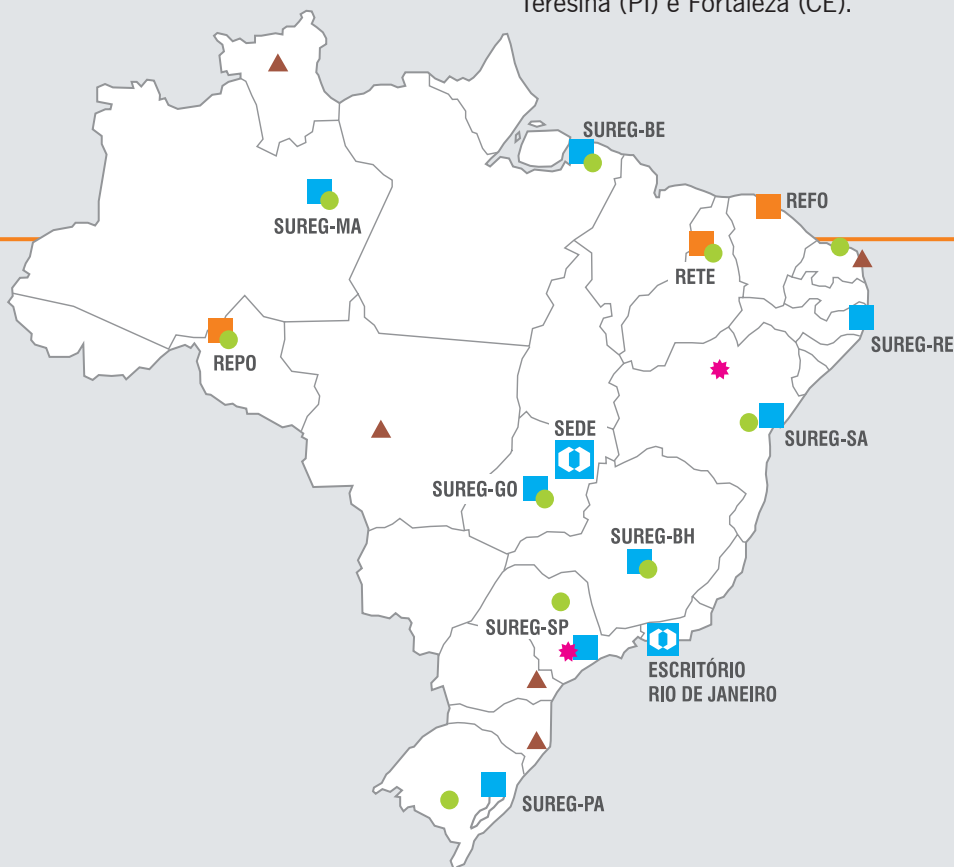 Teresina (PI) e Fortaleza (CE).
SUREG-BE
REFO
SUREG-MA
RETE
SUREG-RE
REPO
SEDE
SUREG-SA
SUREG-GO
SUREG-BH
SUREG-SP
ESCRITÓRIO
RIO DE JANEIRO
SUREG-PA